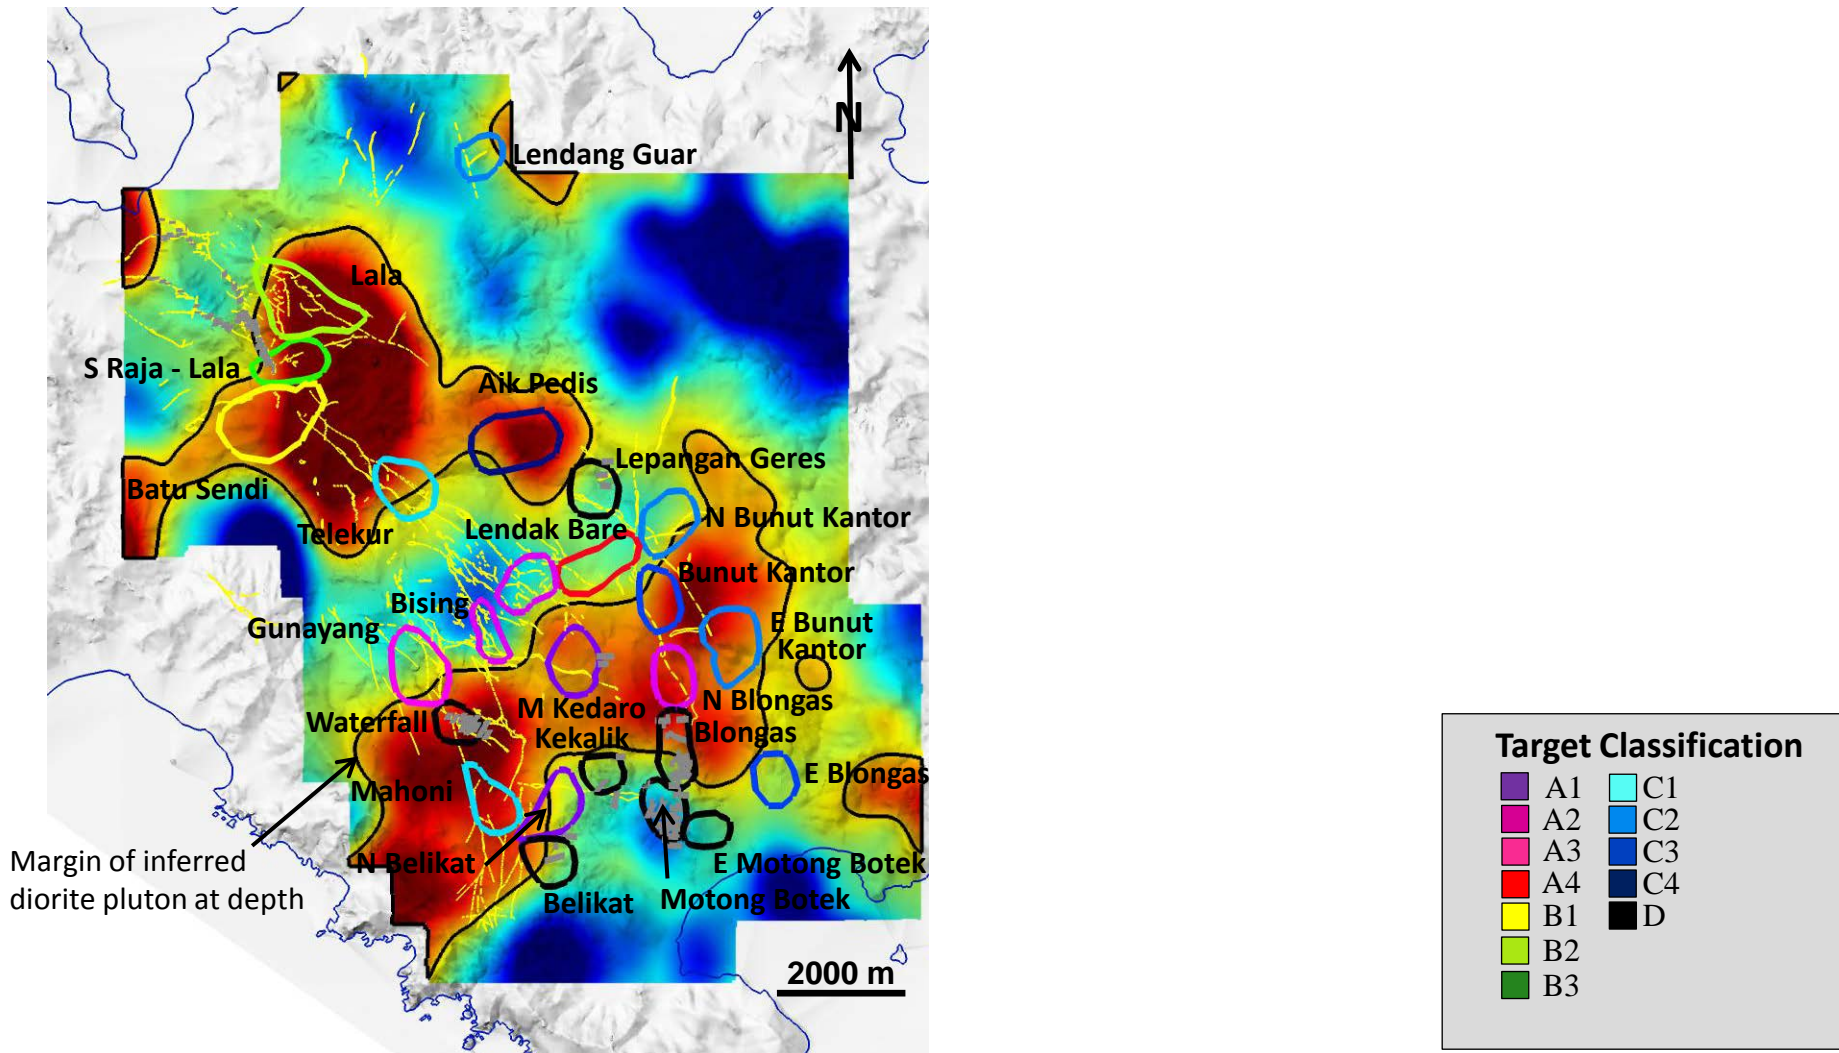 N
Lendang Guar
Lala
S Raja - Lala
Aik Pedis
Lepangan Geres
Batu Sendi
Telekur
Lendak Bare
N Bunut Kantor
Bunut Kantor
Bising
Gunayang
E Bunut
Kantor
Waterfall
M Kedaro
N Blongas
Kekalik
Blongas
E Blongas
Mahoni
Margin of inferred
diorite pluton at depth
N Belikat
E Motong Botek
Belikat
Motong Botek
2000 m
Target Classification
A1
A2
A3
A4
B1
B2
B3
C1
C2
C3
C4
D